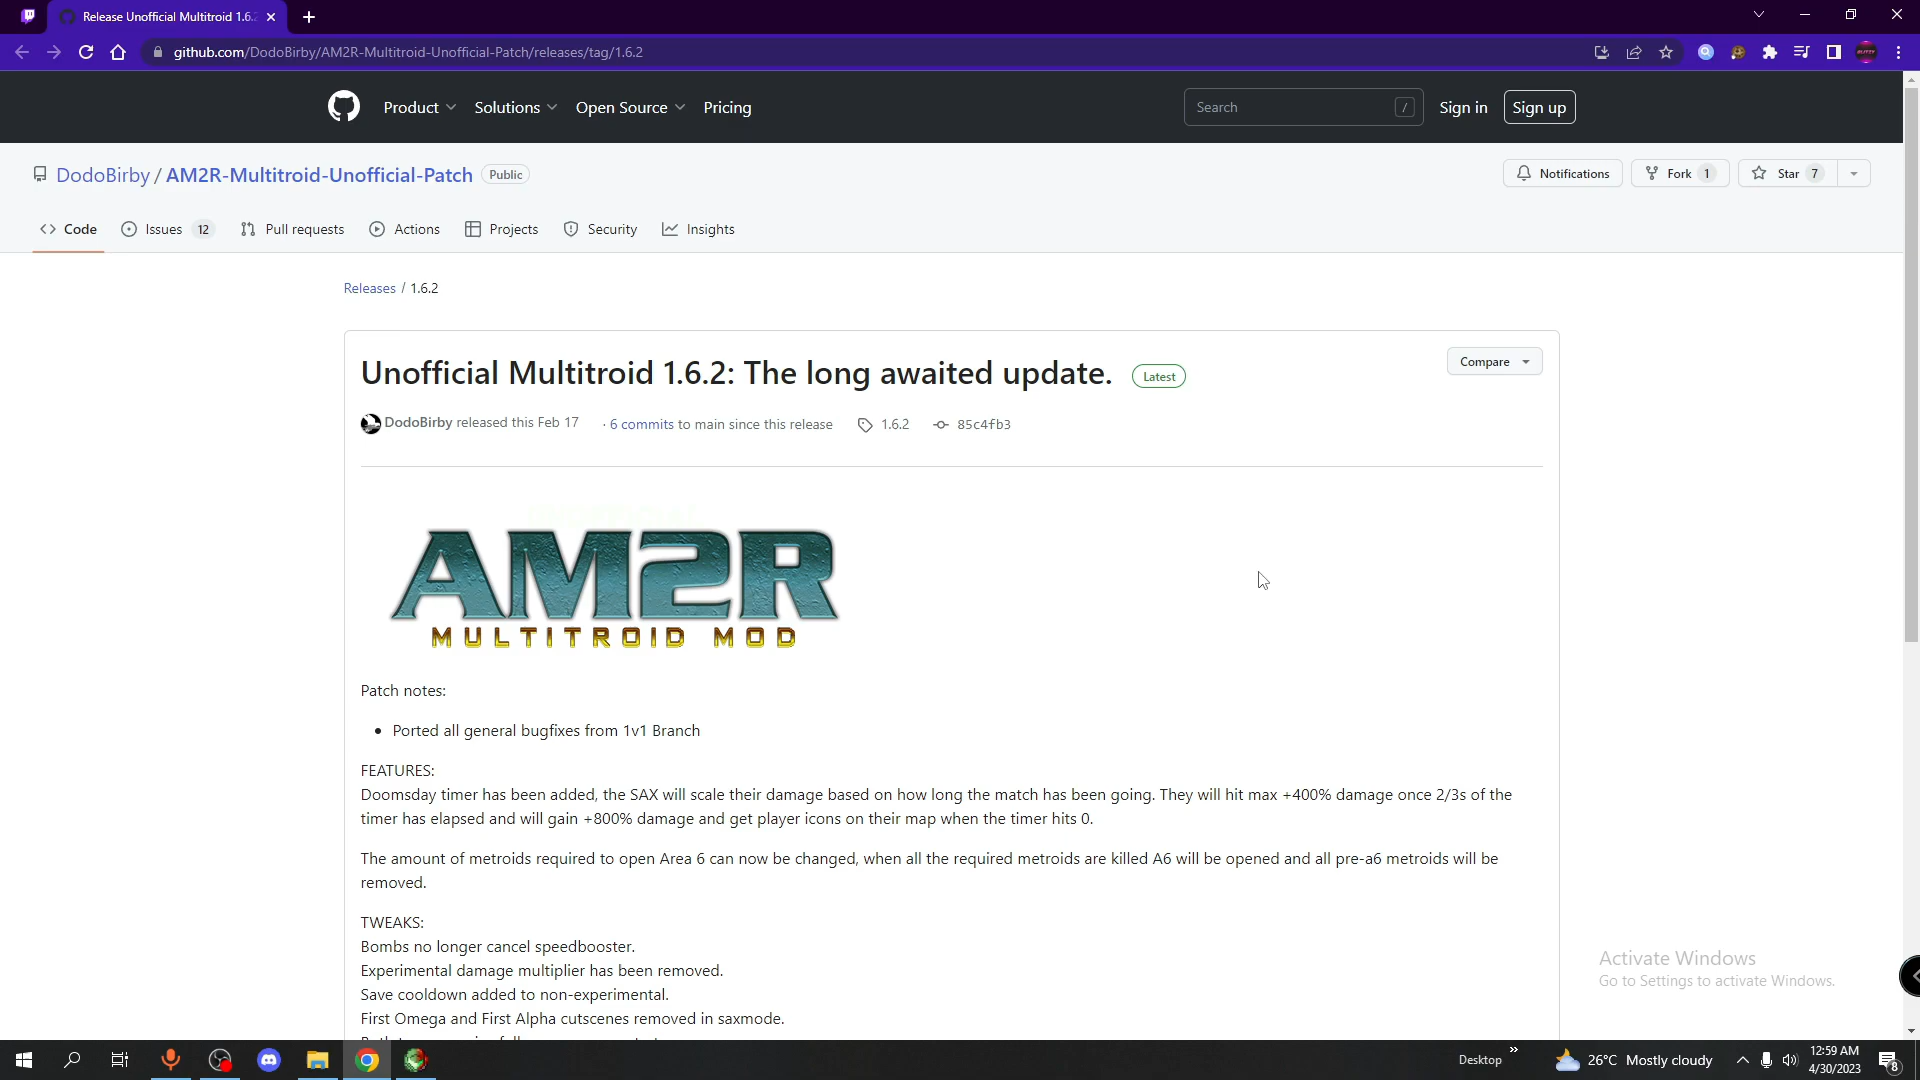 Release Unofficial Multitroid 1.6.2
github.com/DodoBirby/AM2R-Multitroid-Unofficial-Patch/releases/tag/1.6.2
Product Solutions Open Source Pricing Search / Sign in Sign up
DodoBirby / AM2R-Multitroid-Unofficial-Patch Public Notifications Fork 1 Star 7
Code Issues 12 Pull requests Actions Projects Security Insights
Releases / 1.6.2
Unofficial Multitroid 1.6.2: The long awaited update. Latest Compare
DodoBirby released this Feb 17 · 6 commits to main since this release 1.6.2 85c4fb3
AM2R
MULTITROID MOD
Patch notes:
• Ported all general bugfixes from 1v1 Branch
FEATURES:
Doomsday timer has been added, the SAX will scale their damage based on how long the match has been going. They will hit max +400% damage once 2/3s of the
timer has elapsed and will gain +800% damage and get player icons on their map when the timer hits 0.
The amount of metroids required to open Area 6 can now be changed, when all the required metroids are killed A6 will be opened and all pre-a6 metroids will be
removed.
TWEAKS:
Bombs no longer cancel speedbooster.
Experimental damage multiplier has been removed.
Save cooldown added to non-experimental.
First Omega and First Alpha cutscenes removed in saxmode.
Activate Windows
Go to Settings to activate Windows.
Desktop » 26°C Mostly cloudy 12:59 AM
4/30/2023 8